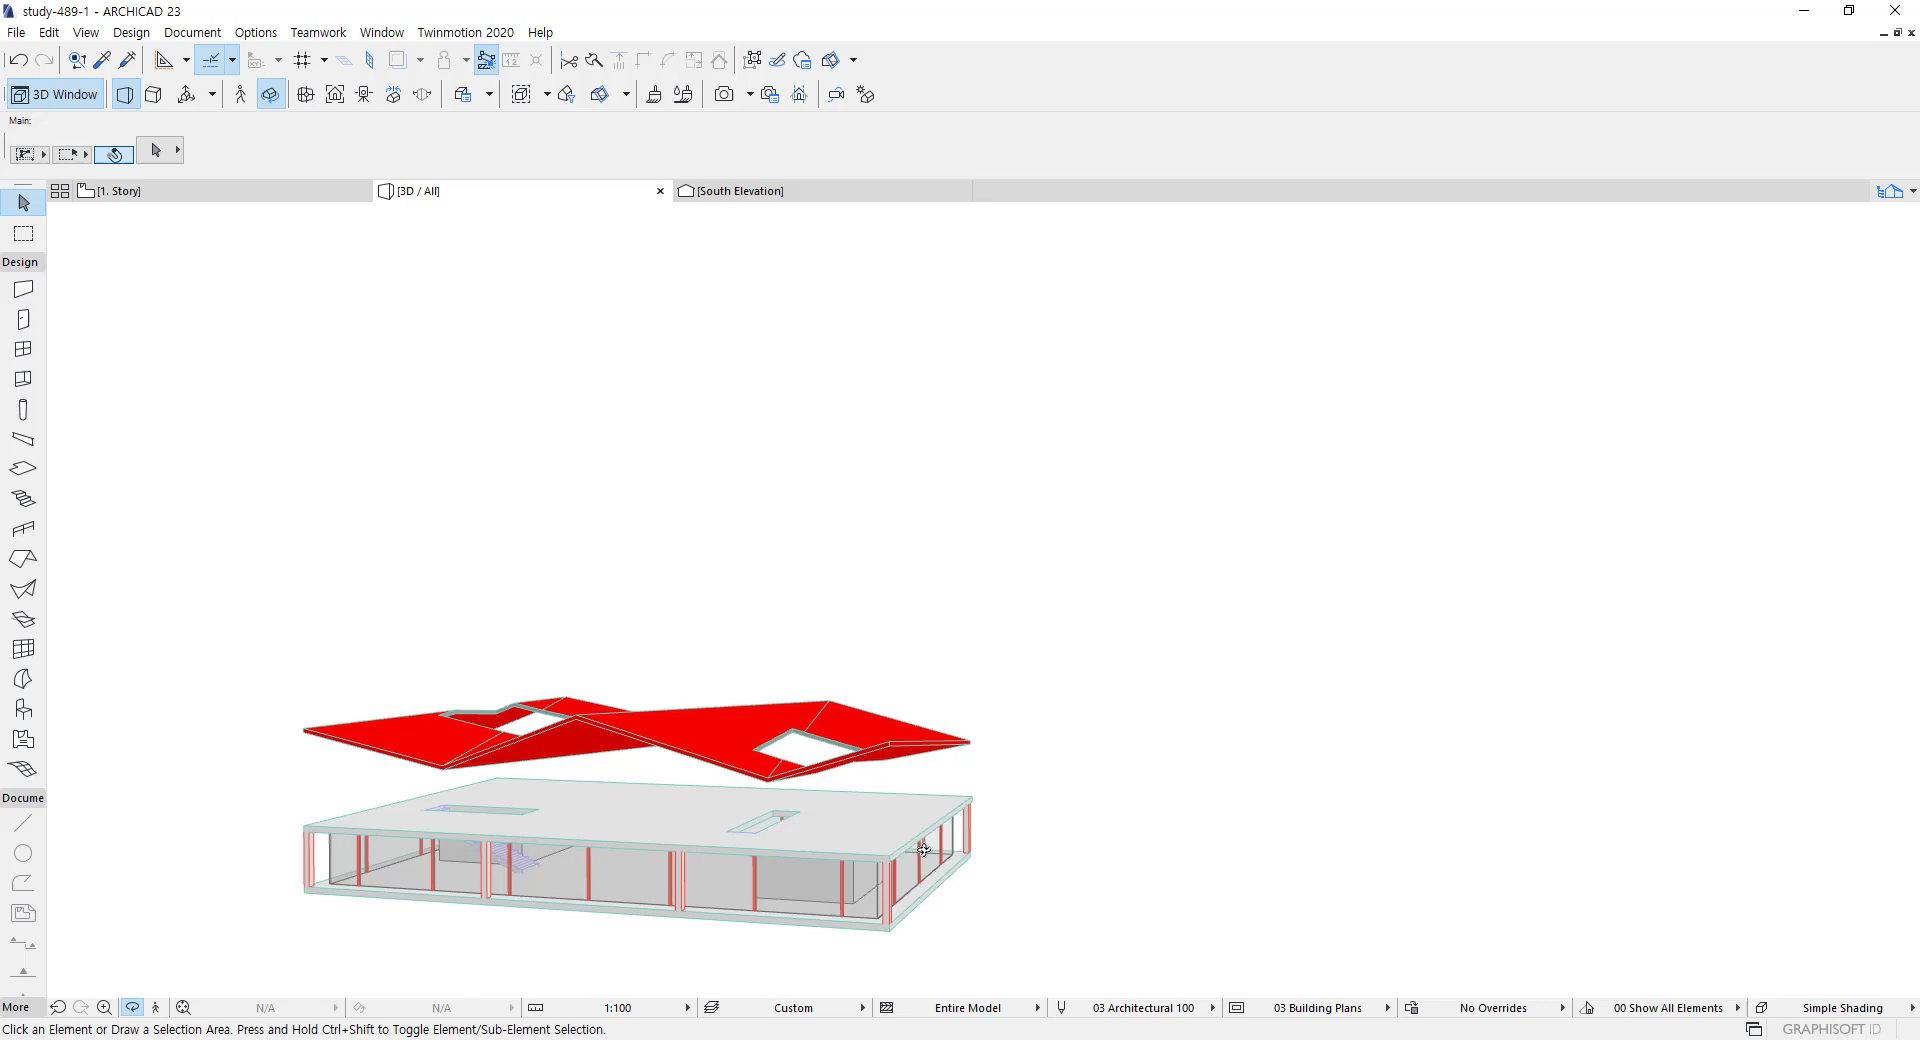 study-489-1 - ARCHICAD 23
File Edit View Design Document Options Teamwork Window Twinmotion 2020 Help
3D Window
Main:
[1. Story] [3D / All] [South Elevation]
Design
Docume
More N/A N/A 1:100 Custom Entire Model 03 Architectural 100 03 Building Plans No Overrides 00 Show All Elements Simple Shading
Click an Element or Draw a Selection Area. Press and Hold Ctrl+Shift to Toggle Element/Sub-Element Selection.
GRAPHISOFT ID